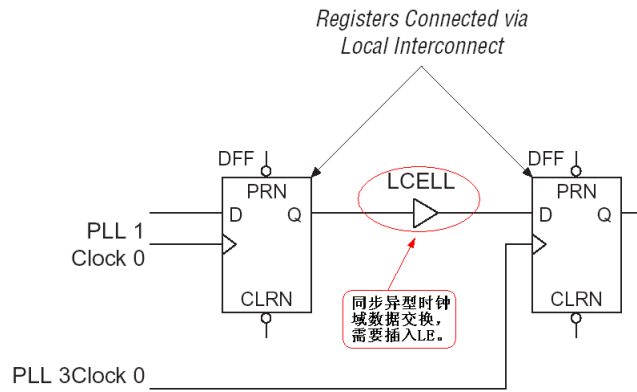 Registers Connected via
Local Interconnect
DFF
PRN
D
Q
CLRN
LCELL
DFF
PRN
D
Q
CLRN
PLL 1
Clock 0
同步异型时钟
域数据交换，
需要插入LE。
PLL 3Clock 0